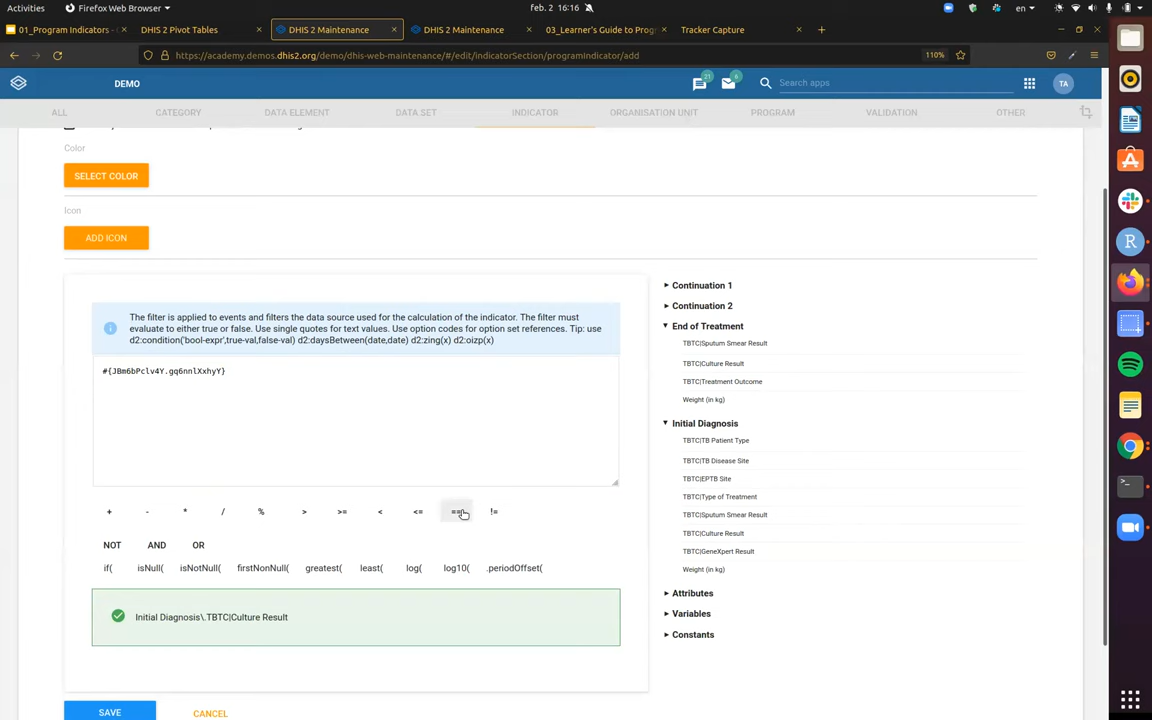 Activities Firefox Web Browser feb. 2 16:16 en
01_Program Indicators - DHIS 2 Pivot Tables DHIS 2 Maintenance DHIS 2 Maintenance 03_Learner's Guide to Prog Tracker Capture
https://academy.demos.dhis2.org/demo/dhis-web-maintenance/#/edit/indicatorSection/programIndicator/add 110%
DEMO 21 6 Search apps TA
ALL CATEGORY DATA ELEMENT DATA SET INDICATOR ORGANISATION UNIT PROGRAM VALIDATION OTHER
Color
SELECT COLOR
Icon
ADD ICON
The filter is applied to events and filters the data source used for the calculation of the indicator. The filter must
evaluate to either true or false. Use single quotes for text values. Use option codes for option set references. Tip: use
d2:condition('bool-expr',true-val,false-val) d2:daysBetween(date,date) d2:zing(x) d2:oizp(x)
#{JBm6bPclv4Y.gq6nnlXxhyY}
+ - * / % > >= < <= == !=
NOT AND OR
if( isNull( isNotNull( firstNonNull( greatest( least( log( log10( .periodOffset(
Initial Diagnosis\.TBTC|Culture Result
SAVE CANCEL
Continuation 1
Continuation 2
End of Treatment
TBTC|Sputum Smear Result
TBTC|Culture Result
TBTC|Treatment Outcome
Weight (in kg)
Initial Diagnosis
TBTC|TB Patient Type
TBTC|TB Disease Site
TBTC|EPTB Site
TBTC|Type of Treatment
TBTC|Sputum Smear Result
TBTC|Culture Result
TBTC|GeneXpert Result
Weight (in kg)
Attributes
Variables
Constants